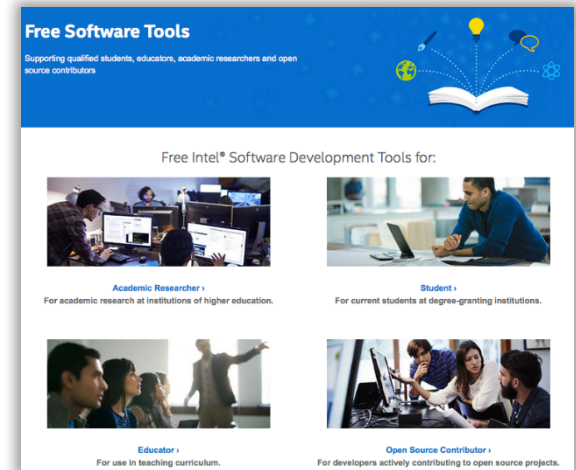 Free Software Tools
Supporting qualified students, educators, academic researchers and open
source contributors
Free Intel® Software Development Tools for:
Academic Researcher ›
For academic research at institutions of higher education.
Student ›
For current students at degree-granting institutions.
Educator ›
For use in teaching curriculum.
Open Source Contributor ›
For developers actively contributing to open source projects.